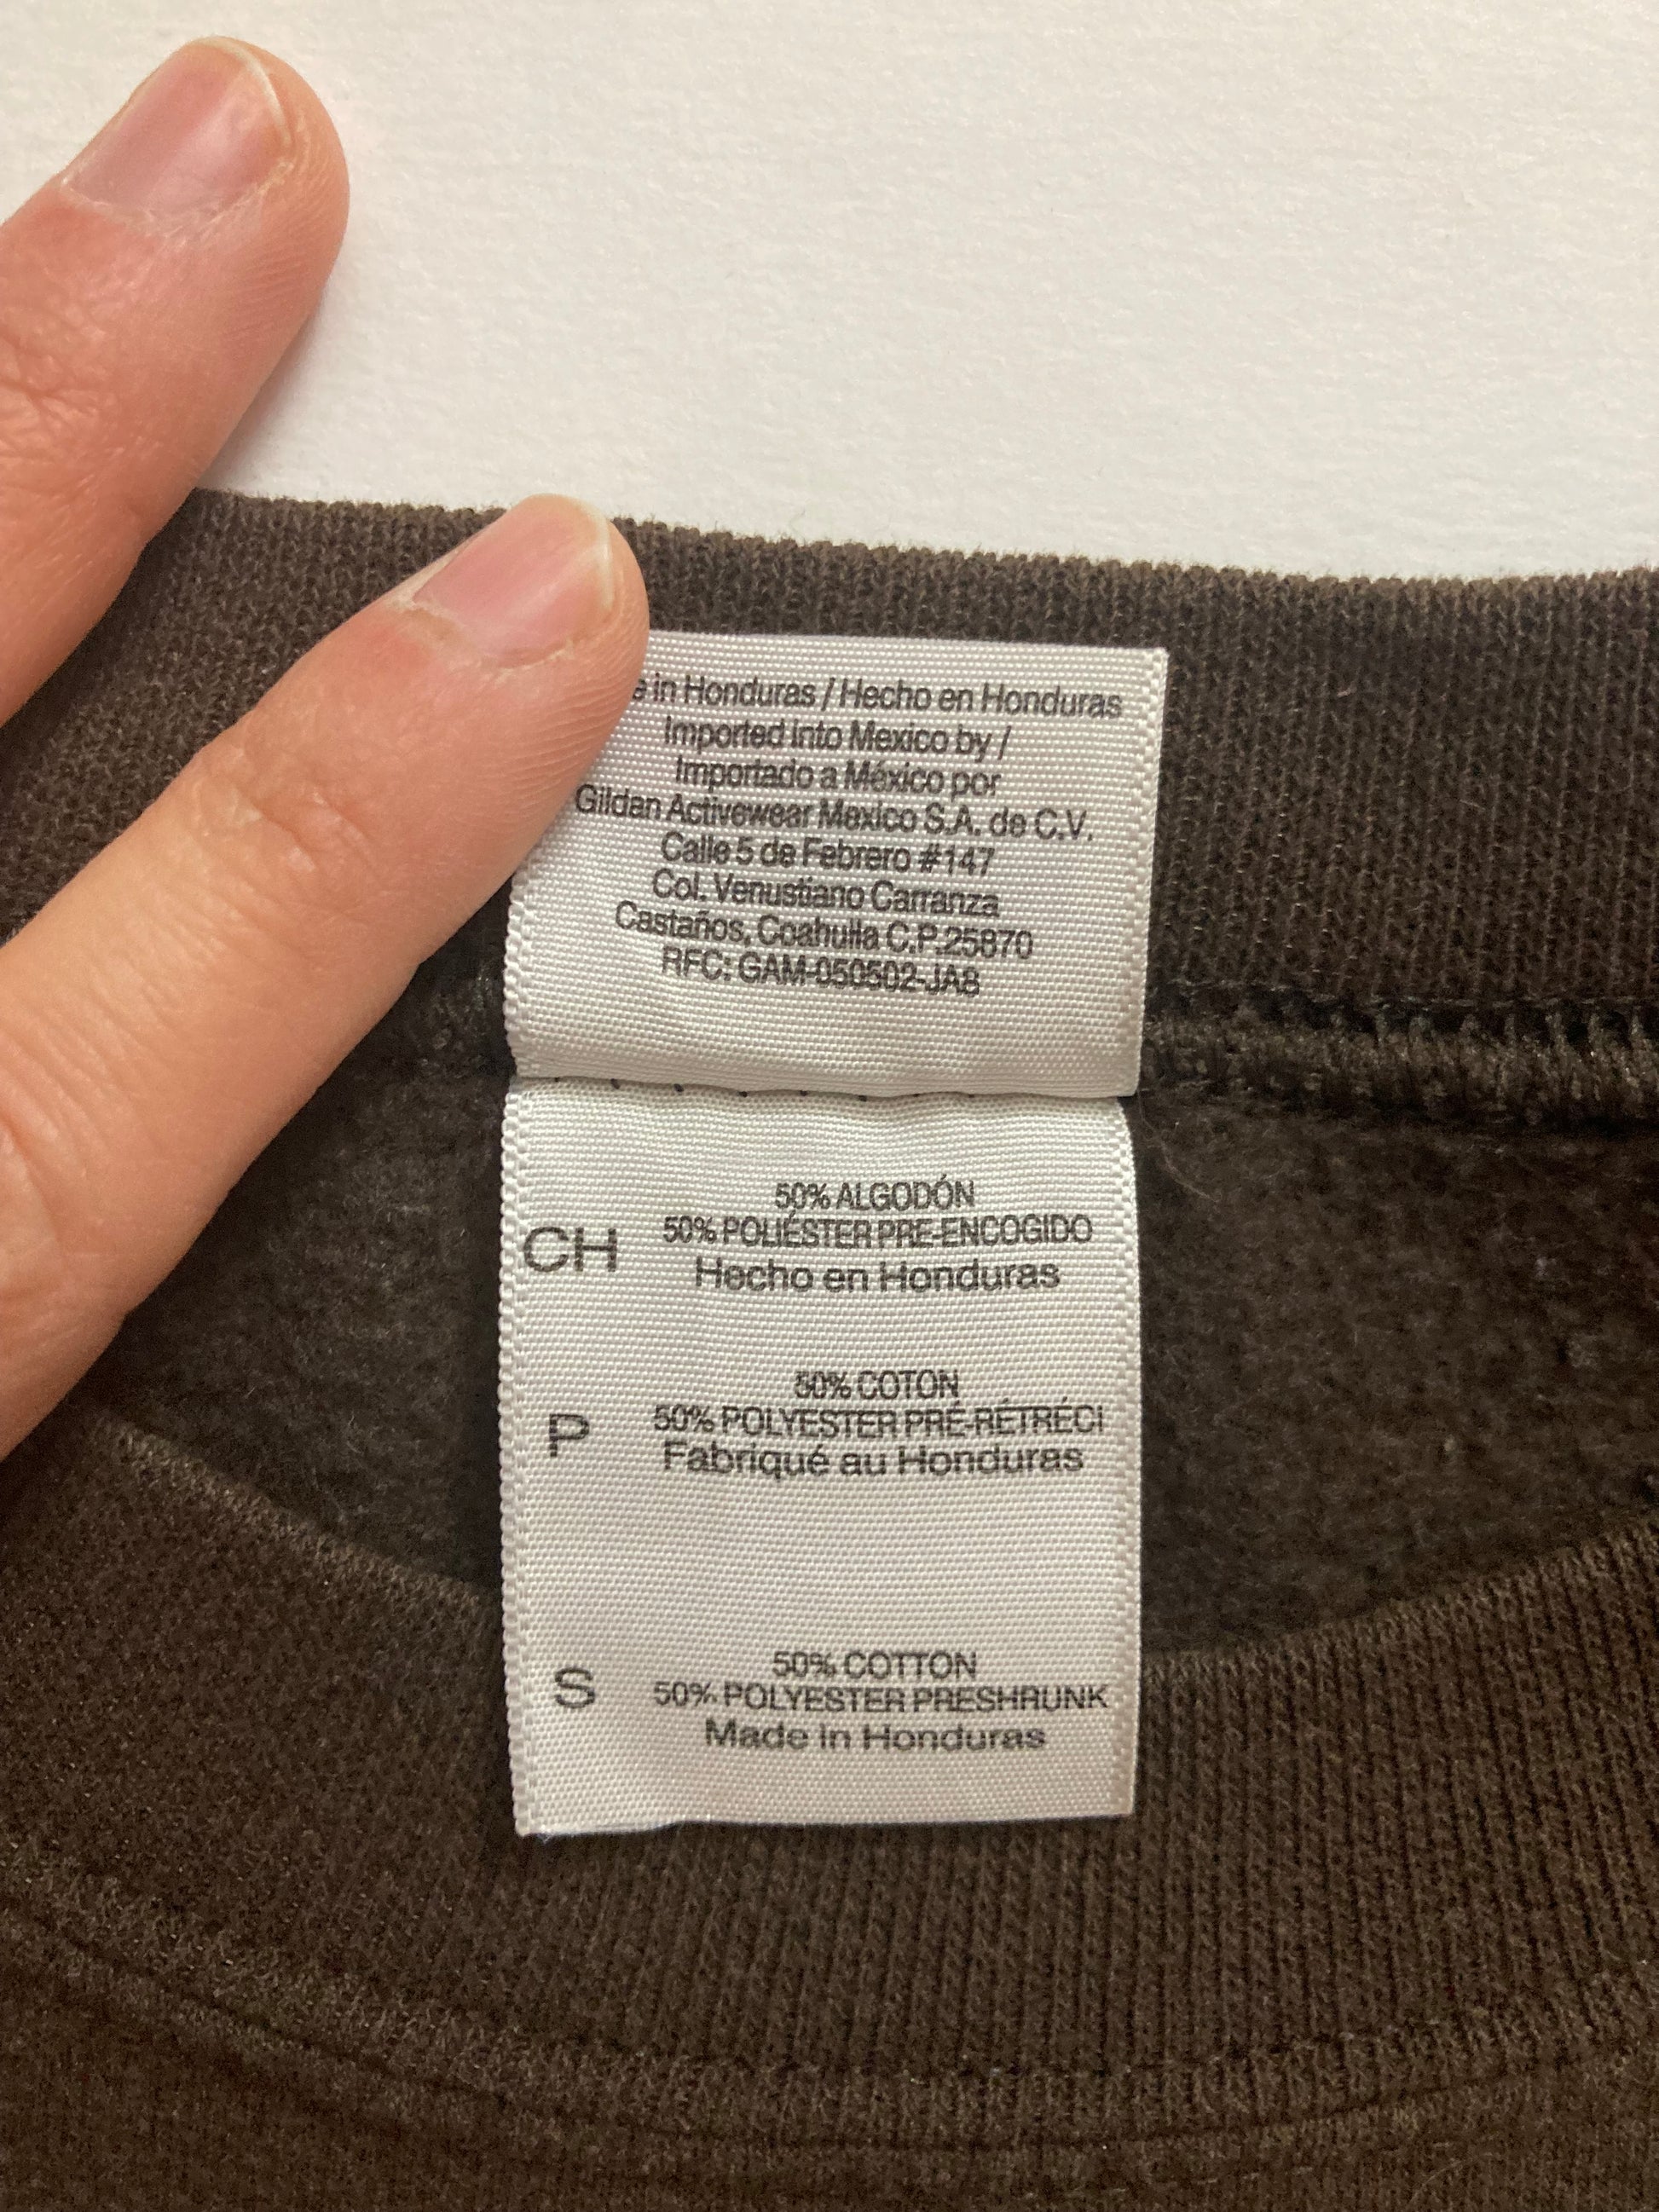 in Honduras / Hecho en Honduras
Imported into Mexico by /
Importado a México por
Gildan Activewear Mexico S.A. de C.V.
Calle 5 de Febrero #147
Col. Venustiano Carranza
Castaños, Coahuila C.P.25870
RFC: GAM-050502-JA8
CH
50% ALGODÓN
50% POLIÉSTER PRE-ENCOGIDO
Hecho en Honduras
P
50% COTON
50% POLYESTER PRÉ-RÉTRÉCI
Fabriqué au Honduras
S
50% COTTON
50% POLYESTER PRESHRUNK
Made in Honduras